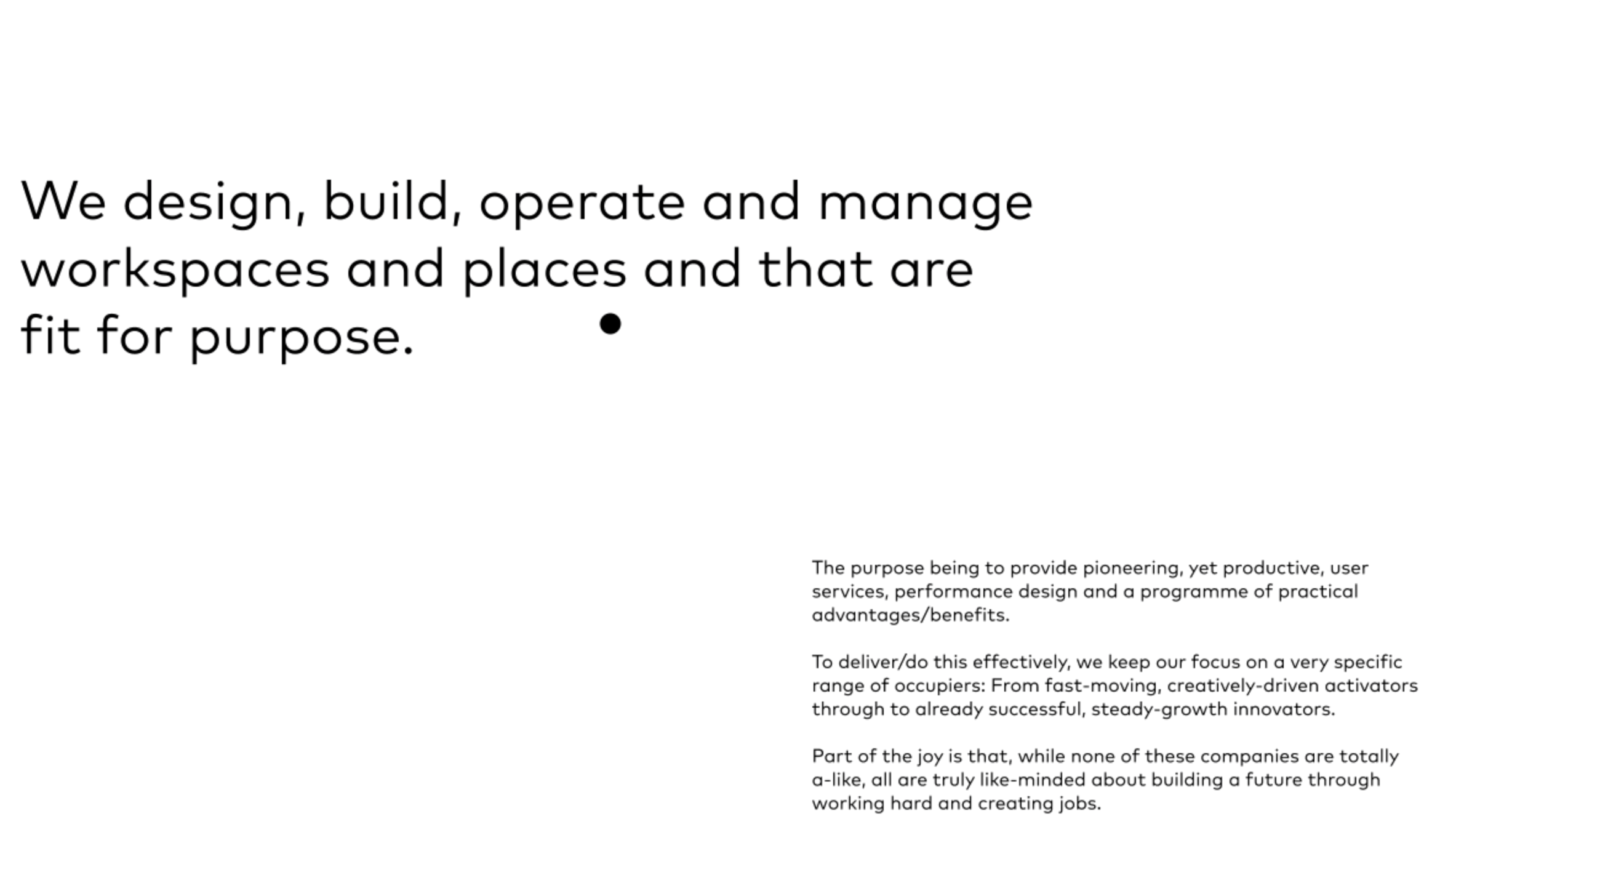 We design, build, operate and manage
workspaces and places and that are
fit for purpose.
The purpose being to provide pioneering, yet productive, user
services, performance design and a programme of practical
advantages/benefits.
To deliver/do this effectively, we keep our focus on a very specific
range of occupiers: From fast-moving, creatively-driven activators
through to already successful, steady-growth innovators.
Part of the joy is that, while none of these companies are totally
a-like, all are truly like-minded about building a future through
working hard and creating jobs.